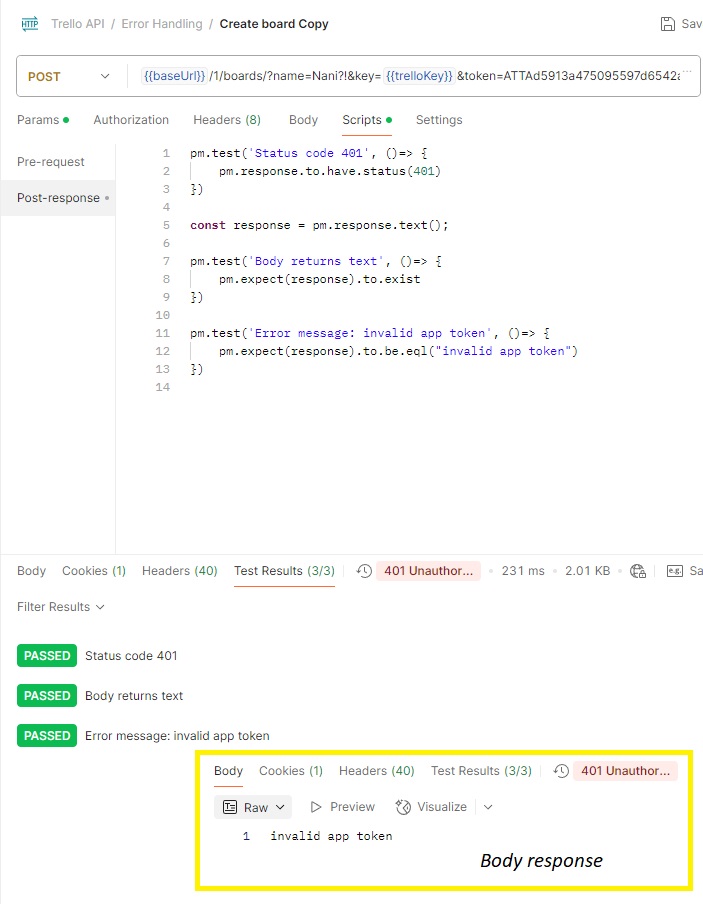 HTTP Trello API / Error Handling / Create board Copy Sav
POST {{baseUrl}} /1/boards/?name=Nani?!&key= {{trelloKey}} &token=ATTAd5913a475095597d6542a ...
Params Authorization Headers (8) Body Scripts Settings
Pre-request
Post-response
1 pm.test('Status code 401', ()=> {
2 pm.response.to.have.status(401)
3 })
4
5 const response = pm.response.text();
6
7 pm.test('Body returns text', ()=> {
8 pm.expect(response).to.exist
9 })
10
11 pm.test('Error message: invalid app token', ()=> {
12 pm.expect(response).to.be.eql("invalid app token")
13 })
14
Body Cookies (1) Headers (40) Test Results (3/3) 401 Unauthor... 231 ms 2.01 KB e.g. Sa
Filter Results
PASSED Status code 401
PASSED Body returns text
PASSED Error message: invalid app token
Body Cookies (1) Headers (40) Test Results (3/3) 401 Unauthor...
Raw Preview Visualize
1 invalid app token
Body response